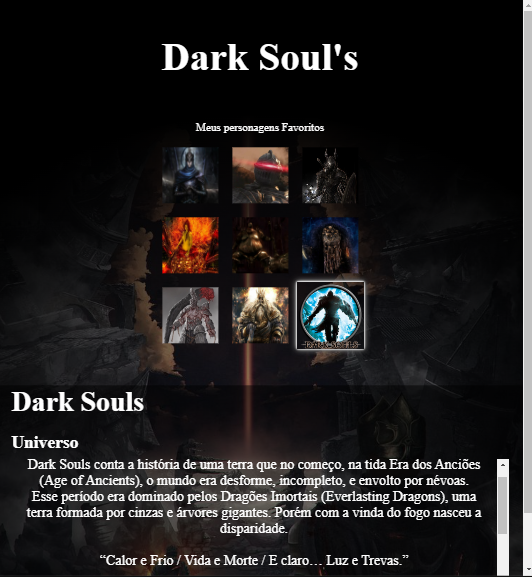 Dark Soul's
Meus personagens Favoritos
DARK SOULS
Dark Souls
Universo
Dark Souls conta a história de uma terra que no começo, na tida Era dos Anciões
(Age of Ancients), o mundo era desforme, incompleto, e envolto por névoas.
Esse período era dominado pelos Dragões Imortais (Everlasting Dragons), uma
terra formada por cinzas e árvores gigantes. Porém com a vinda do fogo nasceu a
disparidade.
“Calor e Frio / Vida e Morte / E claro… Luz e Trevas.”